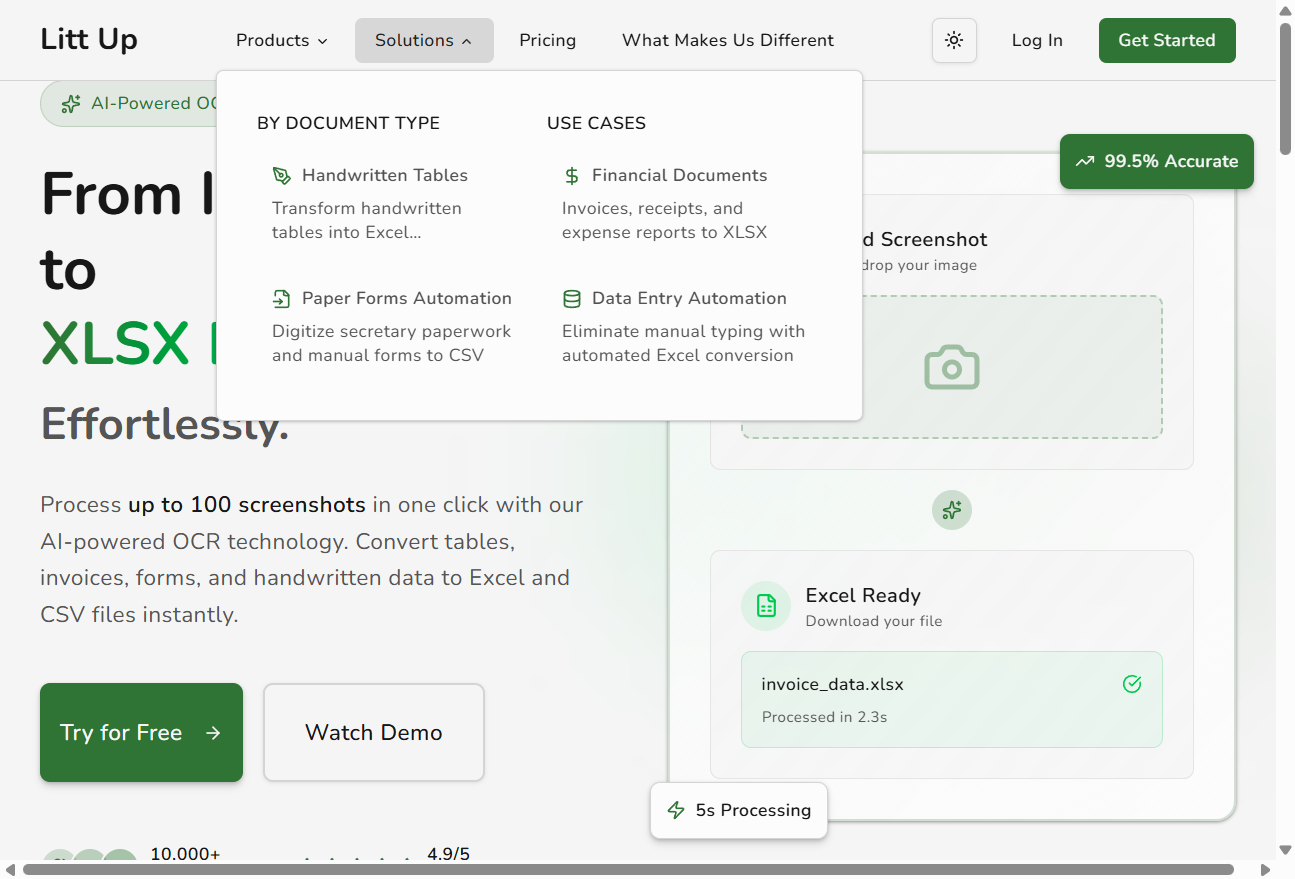 Litt Up
Products
Solutions
Pricing
What Makes Us Different
Log In
Get Started
BY DOCUMENT TYPE
Handwritten Tables
Transform handwritten
tables into Excel...
Paper Forms Automation
Digitize secretary paperwork
and manual forms to CSV
USE CASES
Financial Documents
Invoices, receipts, and
expense reports to XLSX
Data Entry Automation
Eliminate manual typing with
automated Excel conversion
AI-Powered
From
to
XLSX
Effortlessly.
Process up to 100 screenshots in one click with our
AI-powered OCR technology. Convert tables,
invoices, forms, and handwritten data to Excel and
CSV files instantly.
Try for Free
Watch Demo
10,000+
4.9/5
99.5% Accurate
Screenshot
drop your image
Excel Ready
Download your file
invoice_data.xlsx
Processed in 2.3s
5s Processing